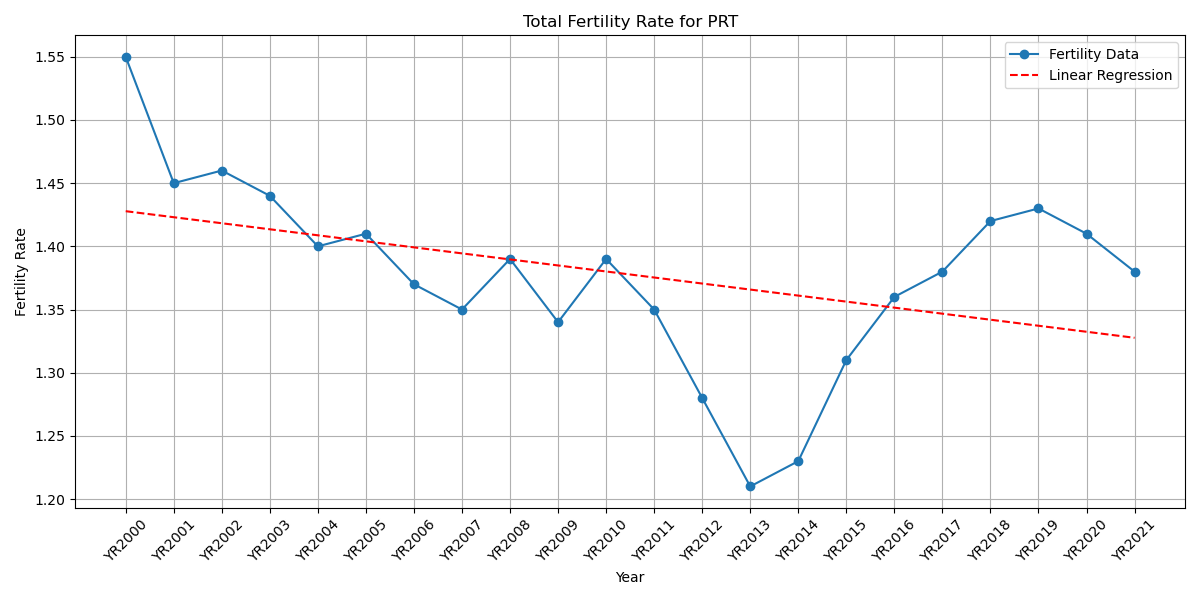 Total Fertility Rate for PRT
Fertility Data
Linear Regression
Fertility Rate
1.55
1.50
1.45
1.40
1.35
1.30
1.25
1.20
YR2000
YR2001
YR2002
YR2003
YR2004
YR2005
YR2006
YR2007
YR2008
YR2009
YR2010
YR2011
YR2012
YR2013
YR2014
YR2015
YR2016
YR2017
YR2018
YR2019
YR2020
YR2021
Year